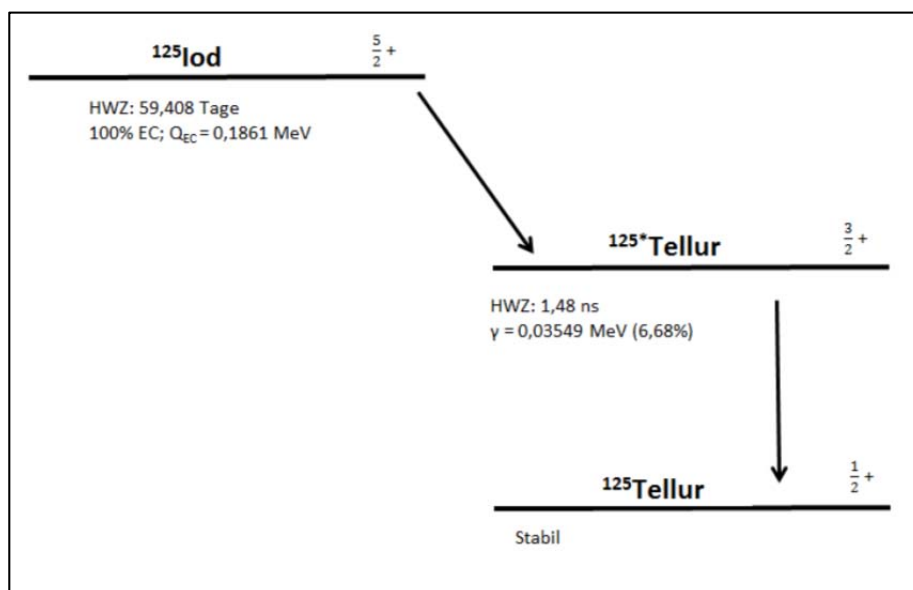 ¹²⁵Iod
5/2 +
HWZ: 59,408 Tage
100% EC; Q_EC = 0,1861 MeV
¹²⁵*Tellur
3/2 +
HWZ: 1,48 ns
γ = 0,03549 MeV (6,68%)
¹²⁵Tellur
1/2 +
Stabil